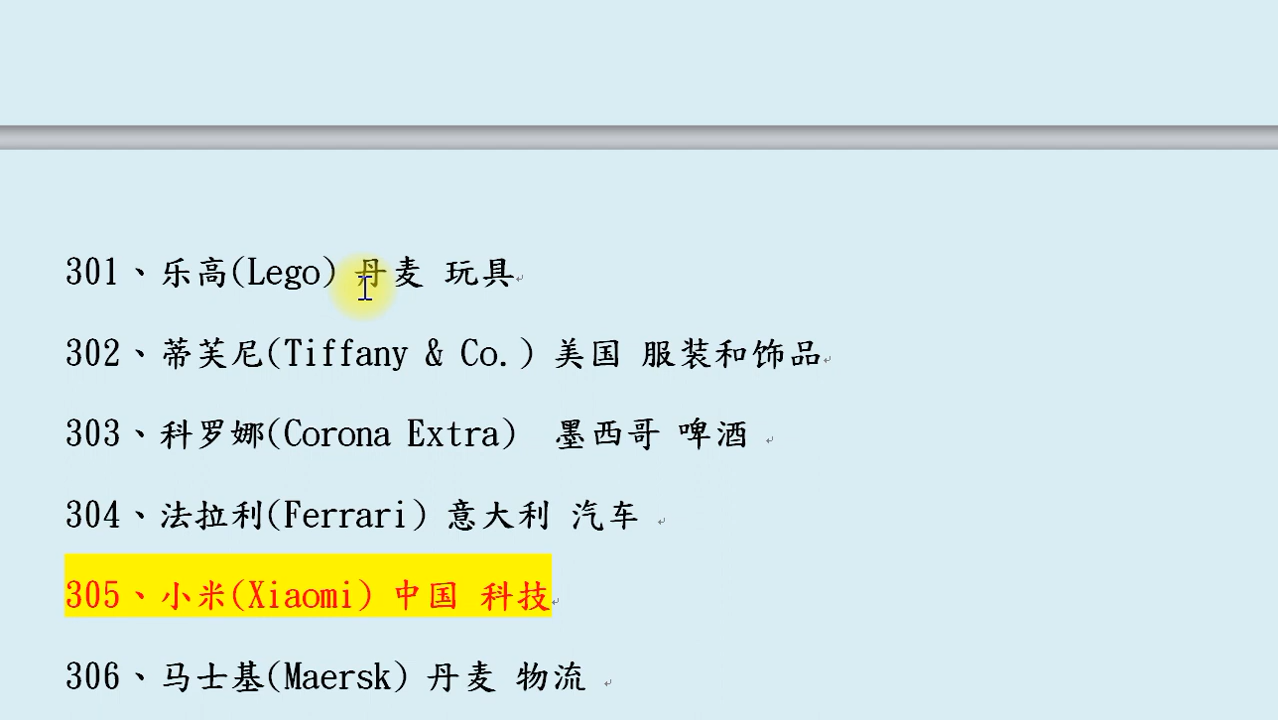 301、乐高(Lego) 丹麦 玩具
302、蒂芙尼(Tiffany & Co.) 美国 服装和饰品
303、科罗娜(Corona Extra) 墨西哥 啤酒
304、法拉利(Ferrari) 意大利 汽车
305、小米(Xiaomi) 中国 科技
306、马士基(Maersk) 丹麦 物流